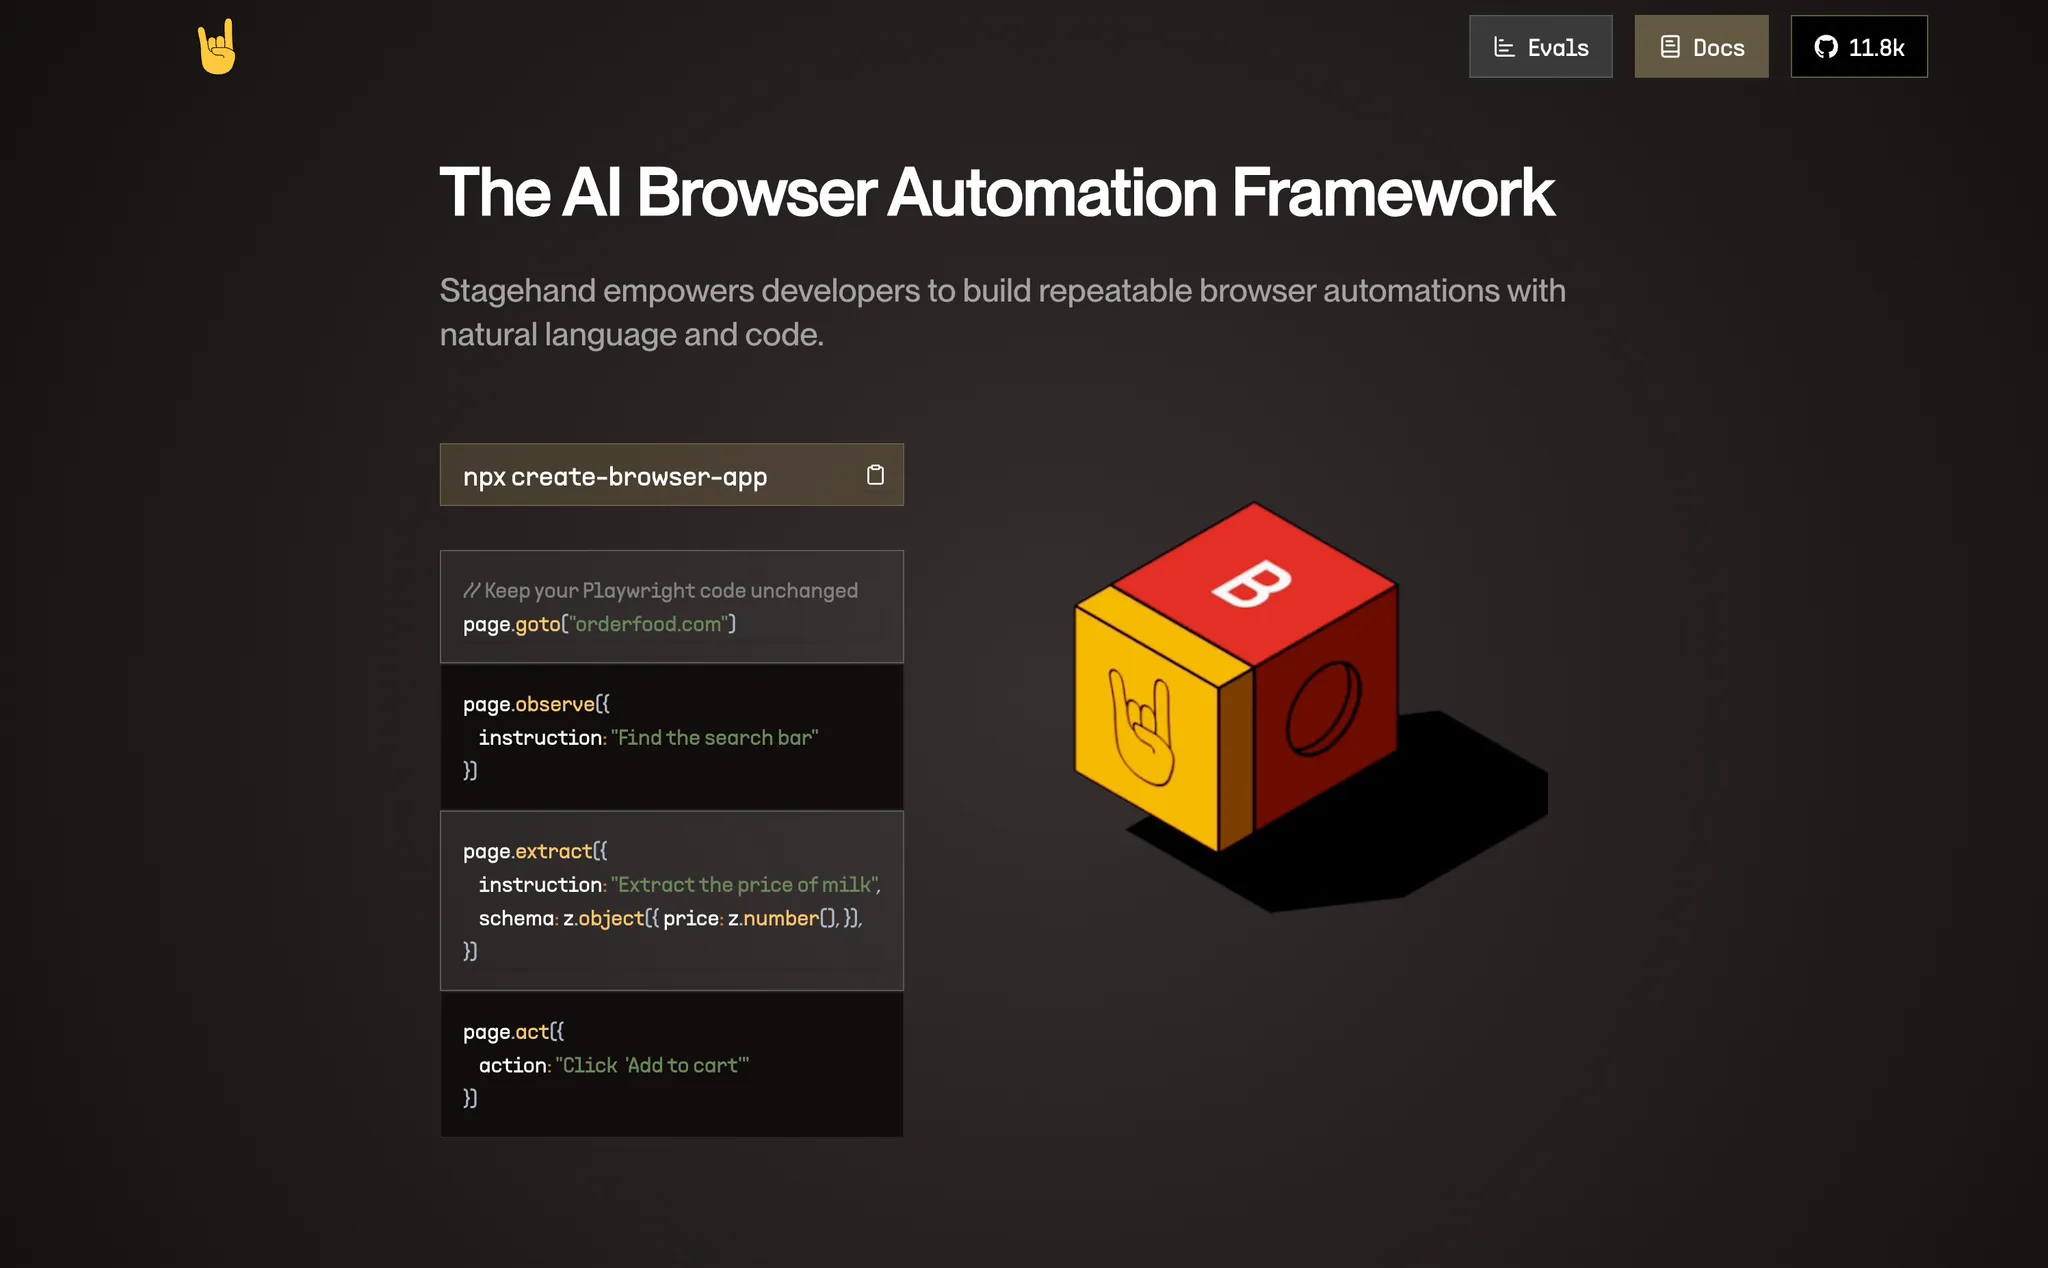 Evals
Docs
11.8k
The AI Browser Automation Framework
Stagehand empowers developers to build repeatable browser automations with
natural language and code.
npx create-browser-app
// Keep your Playwright code unchanged
page.goto("orderfood.com")
page.observe({
instruction: "Find the search bar"
})
page.extract({
instruction: "Extract the price of milk",
schema: z.object({ price: z.number(), }),
})
page.act({
action: "Click 'Add to cart'"
})
B